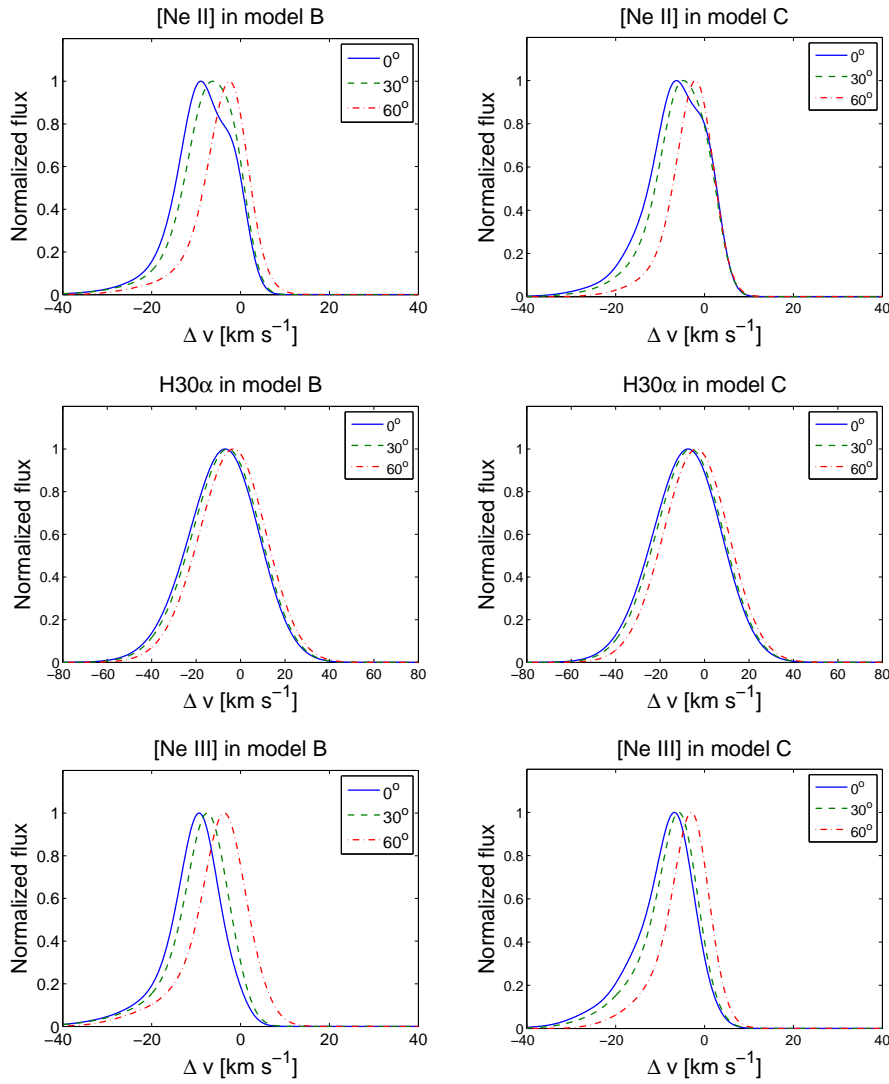 [Ne II] in model B
Normalized flux
0
0.2
0.4
0.6
0.8
1
−40
−20
0
20
40
Δ v [km s⁻¹]
0º
30º
60º
[Ne II] in model C
Normalized flux
0
0.2
0.4
0.6
0.8
1
−40
−20
0
20
40
Δ v [km s⁻¹]
0º
30º
60º
H30α in model B
Normalized flux
0
0.2
0.4
0.6
0.8
1
−80
−60
−40
−20
0
20
40
60
80
Δ v [km s⁻¹]
0º
30º
60º
H30α in model C
Normalized flux
0
0.2
0.4
0.6
0.8
1
−80
−60
−40
−20
0
20
40
60
80
Δ v [km s⁻¹]
0º
30º
60º
[Ne III] in model B
Normalized flux
0
0.2
0.4
0.6
0.8
1
−40
−20
0
20
40
Δ v [km s⁻¹]
0º
30º
60º
[Ne III] in model C
Normalized flux
0
0.2
0.4
0.6
0.8
1
−40
−20
0
20
40
Δ v [km s⁻¹]
0º
30º
60º